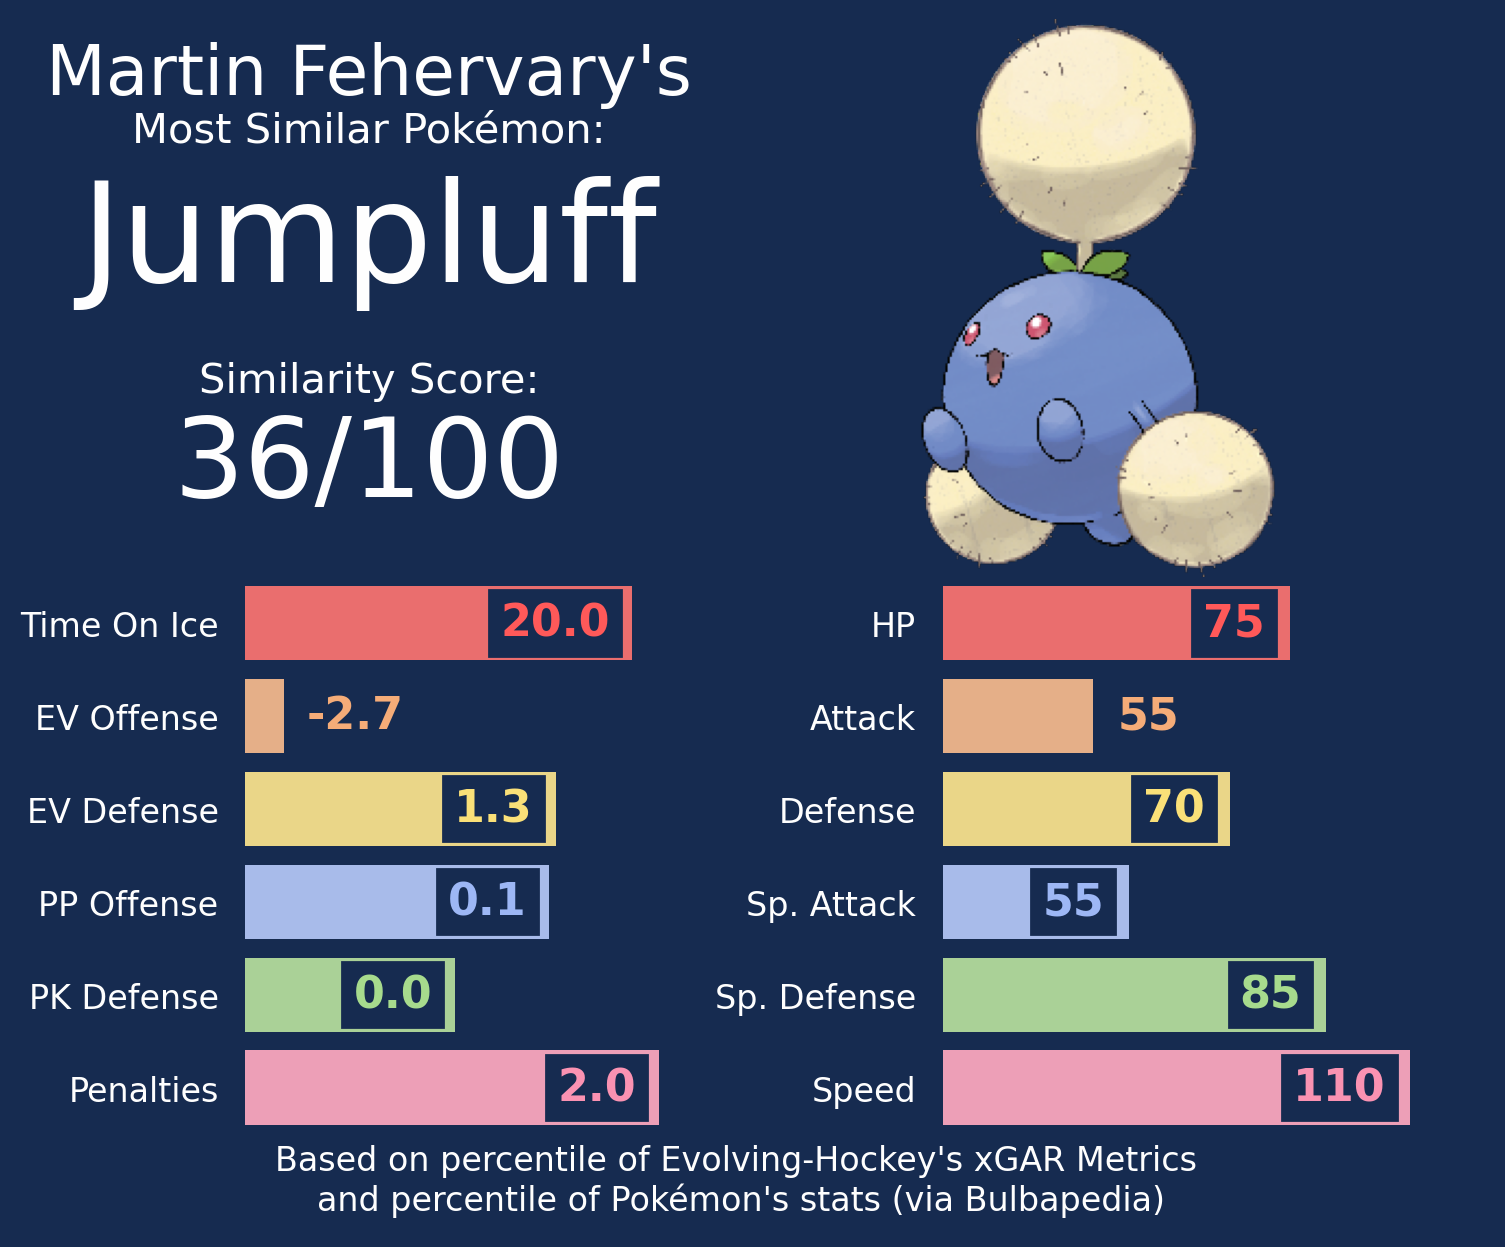 Martin Fehervary's
Most Similar Pokémon:
Jumpluff
Similarity Score:
36/100
Time On Ice 20.0
EV Offense -2.7
EV Defense 1.3
PP Offense 0.1
PK Defense 0.0
Penalties 2.0
HP 75
Attack 55
Defense 70
Sp. Attack 55
Sp. Defense 85
Speed 110
Based on percentile of Evolving-Hockey's xGAR Metrics
and percentile of Pokémon's stats (via Bulbapedia)